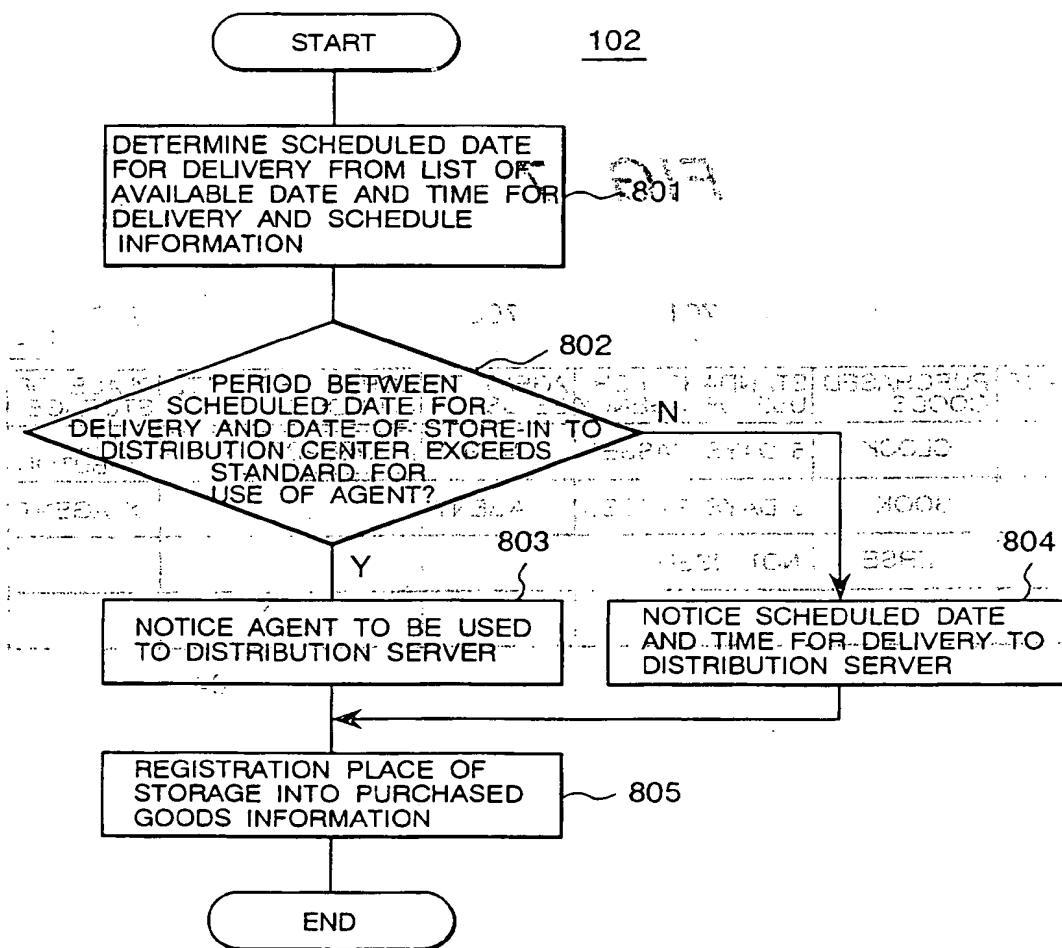 START
102
DETERMINE SCHEDULED DATE
FOR DELIVERY FROM LIST OF
AVAILABLE DATE AND TIME FOR
DELIVERY AND SCHEDULE
INFORMATION
801
802
PERIOD BETWEEN
SCHEDULED DATE FOR
DELIVERY AND DATE OF STORE-IN TO
DISTRIBUTION CENTER EXCEEDS
STANDARD FOR
USE OF AGENT?
N
Y
803
804
NOTICE AGENT TO BE USED
TO DISTRIBUTION SERVER
NOTICE SCHEDULED DATE
AND TIME FOR DELIVERY TO
DISTRIBUTION SERVER
REGISTRATION PLACE OF
STORAGE INTO PURCHASED
GOODS INFORMATION
805
END